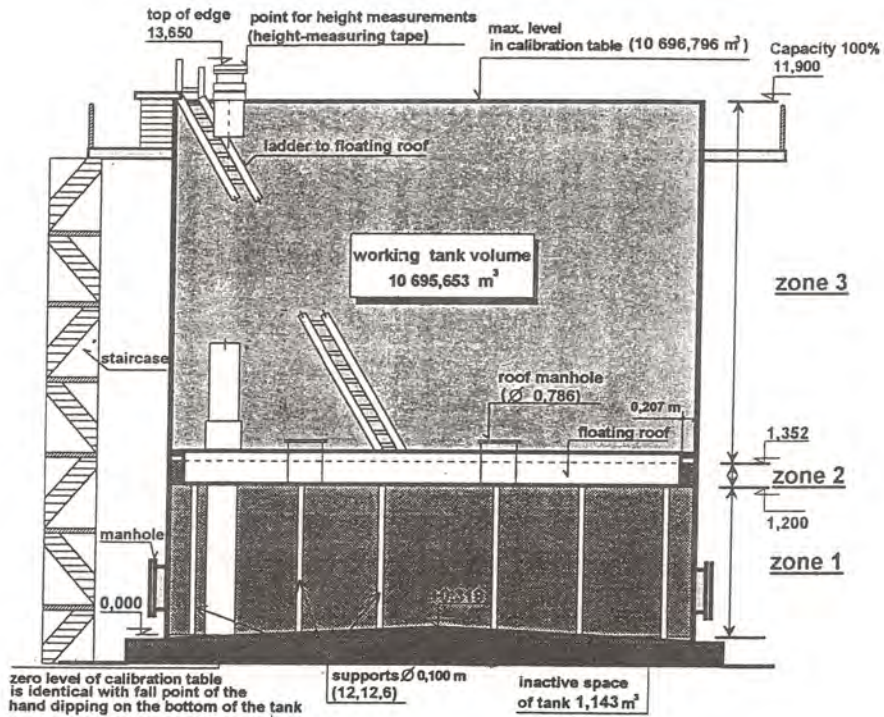 top of edge
13,650
point for height measurements
(height-measuring tape)
max. level
in calibration table (10 696,796 m³)
Capacity 100%
11,900
ladder to floating roof
working tank volume
10 695,653 m³
zone 3
staircase
roof manhole
(Ø 0,786)
0,207 m
floating roof
1,352
zone 2
1,200
manhole
zone 1
0,000
zero level of calibration table
is identical with fall point of the
hand dipping on the bottom of the tank
supports Ø 0,100 m
(12,12,6)
inactive space
of tank 1,143 m³